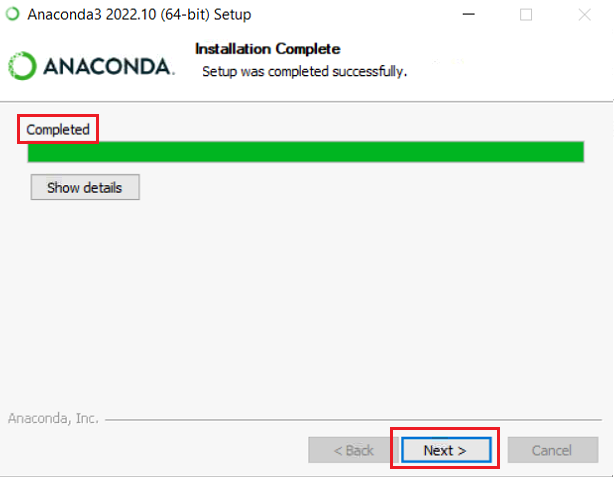 Anaconda3 2022.10 (64-bit) Setup
ANACONDA.
Installation Complete
Setup was completed successfully.
Completed
Show details
Anaconda, Inc.
< Back
Next >
Cancel